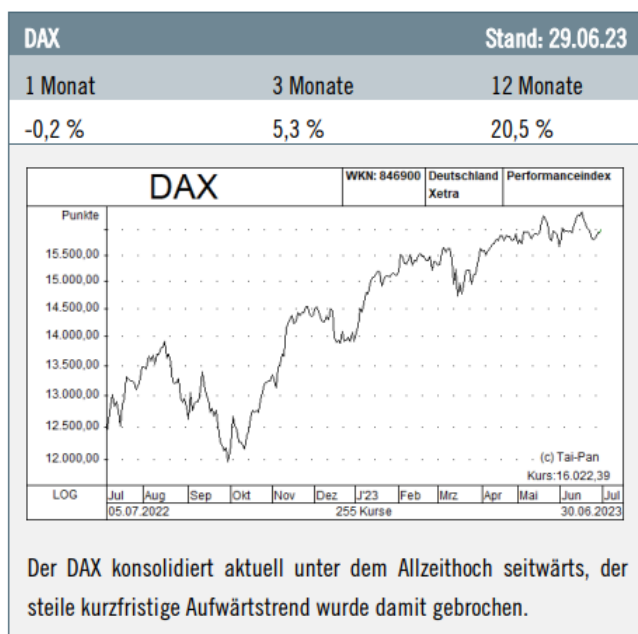 DAX Stand: 29.06.23
1 Monat 3 Monate 12 Monate
-0,2 % 5,3 % 20,5 %
DAX WKN: 846900 Deutschland Performanceindex
Xetra
Punkte
15.500,00
15.000,00
14.500,00
14.000,00
13.500,00
13.000,00
12.500,00
12.000,00
(c) Tai-Pan
Kurs:16.022,39
LOG Jul Aug Sep Okt Nov Dez J'23 Feb Mrz Apr Mai Jun Jul
05.07.2022 255 Kurse 30.06.2023
Der DAX konsolidiert aktuell unter dem Allzeithoch seitwärts, der
steile kurzfristige Aufwärtstrend wurde damit gebrochen.